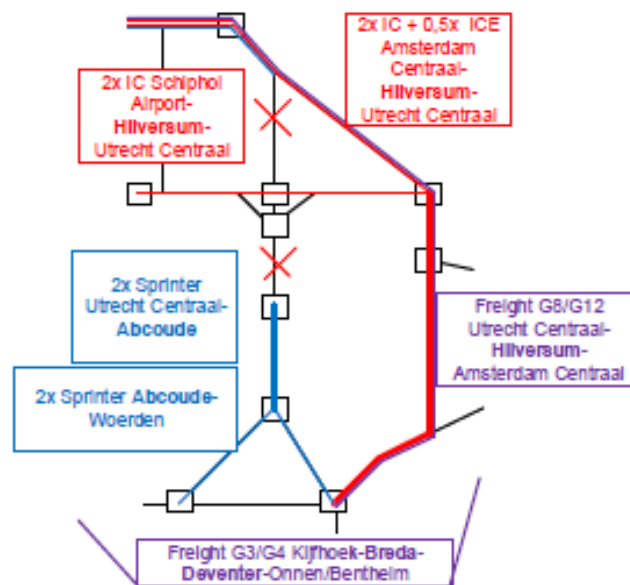 2x IC Schiphol
Airport-
Hilversum-
Utrecht Centraal
2x IC + 0,5x ICE
Amsterdam
Centraal-
Hilversum-
Utrecht Centraal
2x Sprinter
Utrecht Centraal-
Abcoude
2x Sprinter Abcoude-
Woerden
Freight G8/G12
Utrecht Centraal-
Hilversum-
Amsterdam Centraal
Freight G3/G4 Kijfhoek-Breda-
Deventer-Onnen/Bentheim